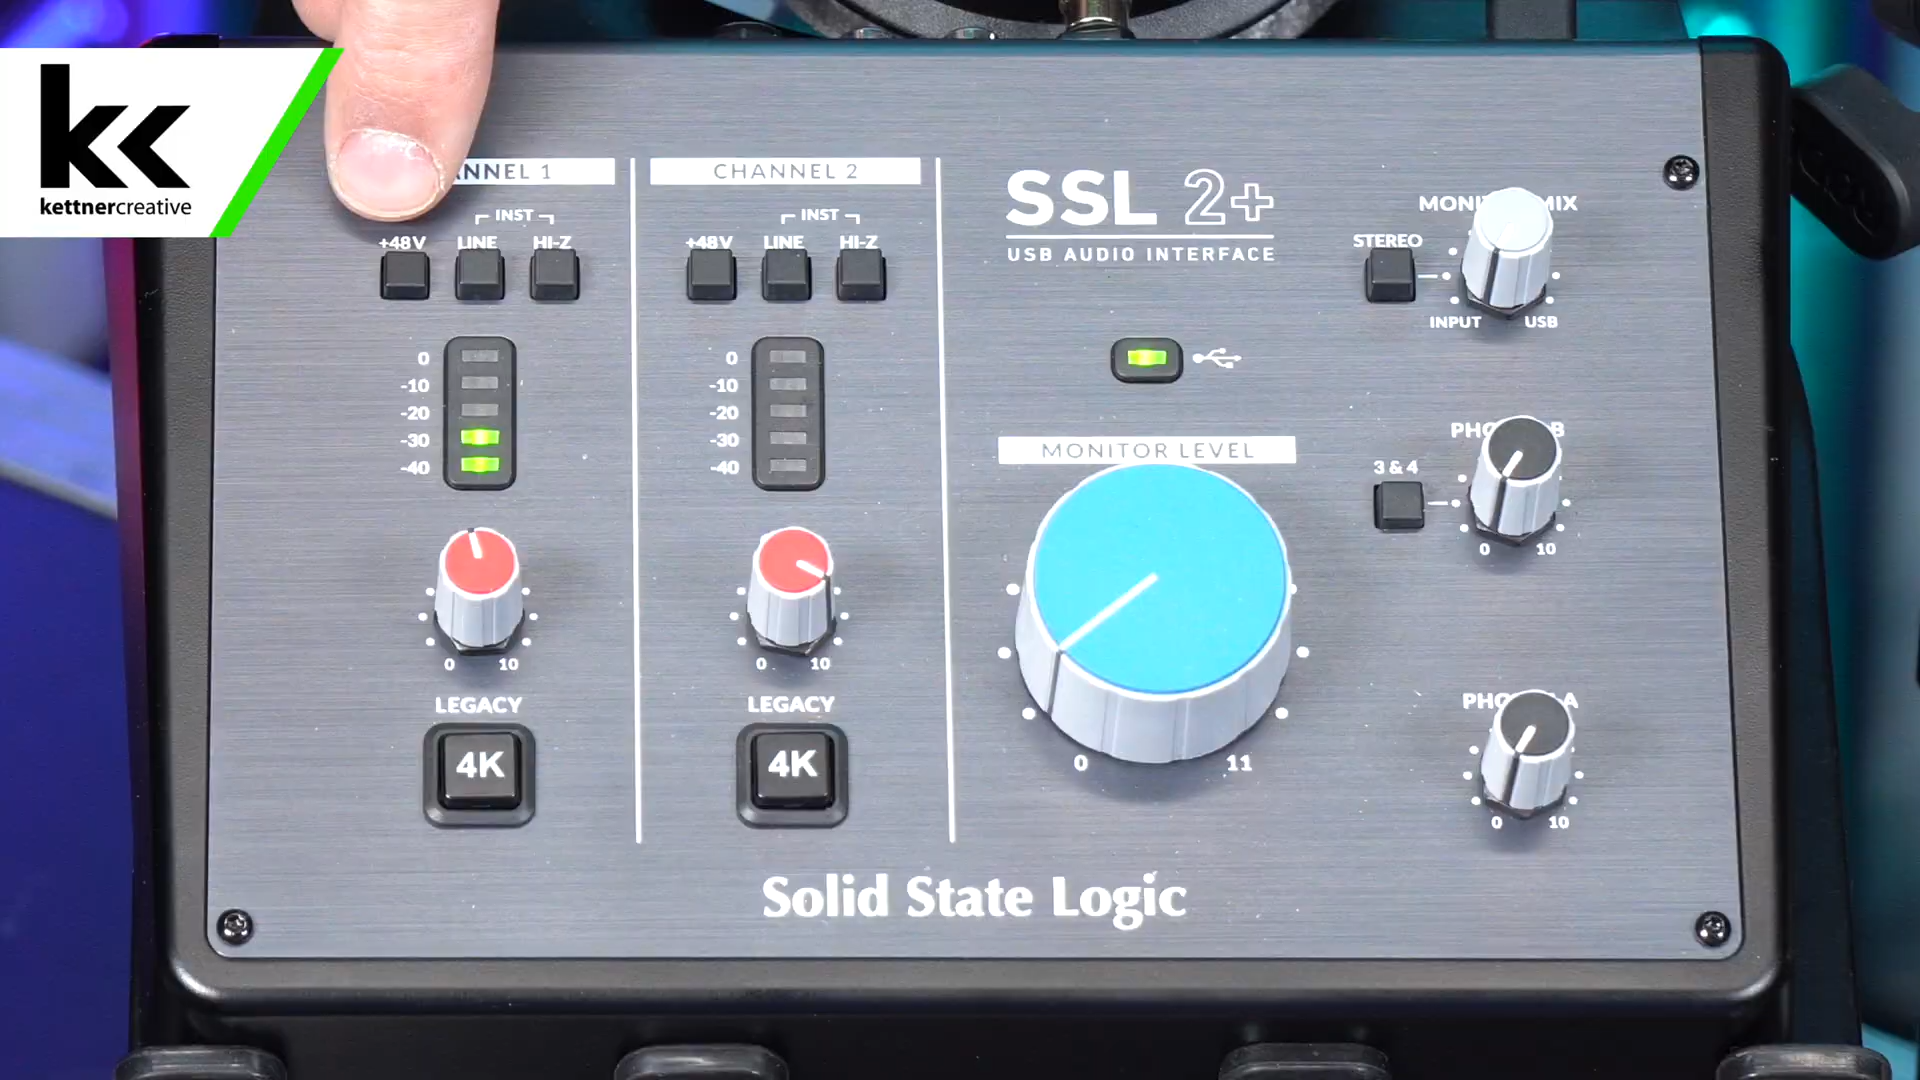 kc
kettnercreative
ANNEL 1
CHANNEL 2
INST
INST
+48V LINE HI-Z
+48V LINE HI-Z
SSL 2+
USB AUDIO INTERFACE
STEREO
INPUT USB
0
-10
-20
-30
-40
0
-10
-20
-30
-40
MONITOR LEVEL
3 & 4
0 10
0 10
0 10
LEGACY
LEGACY
4K
4K
0 11
0 10
Solid State Logic